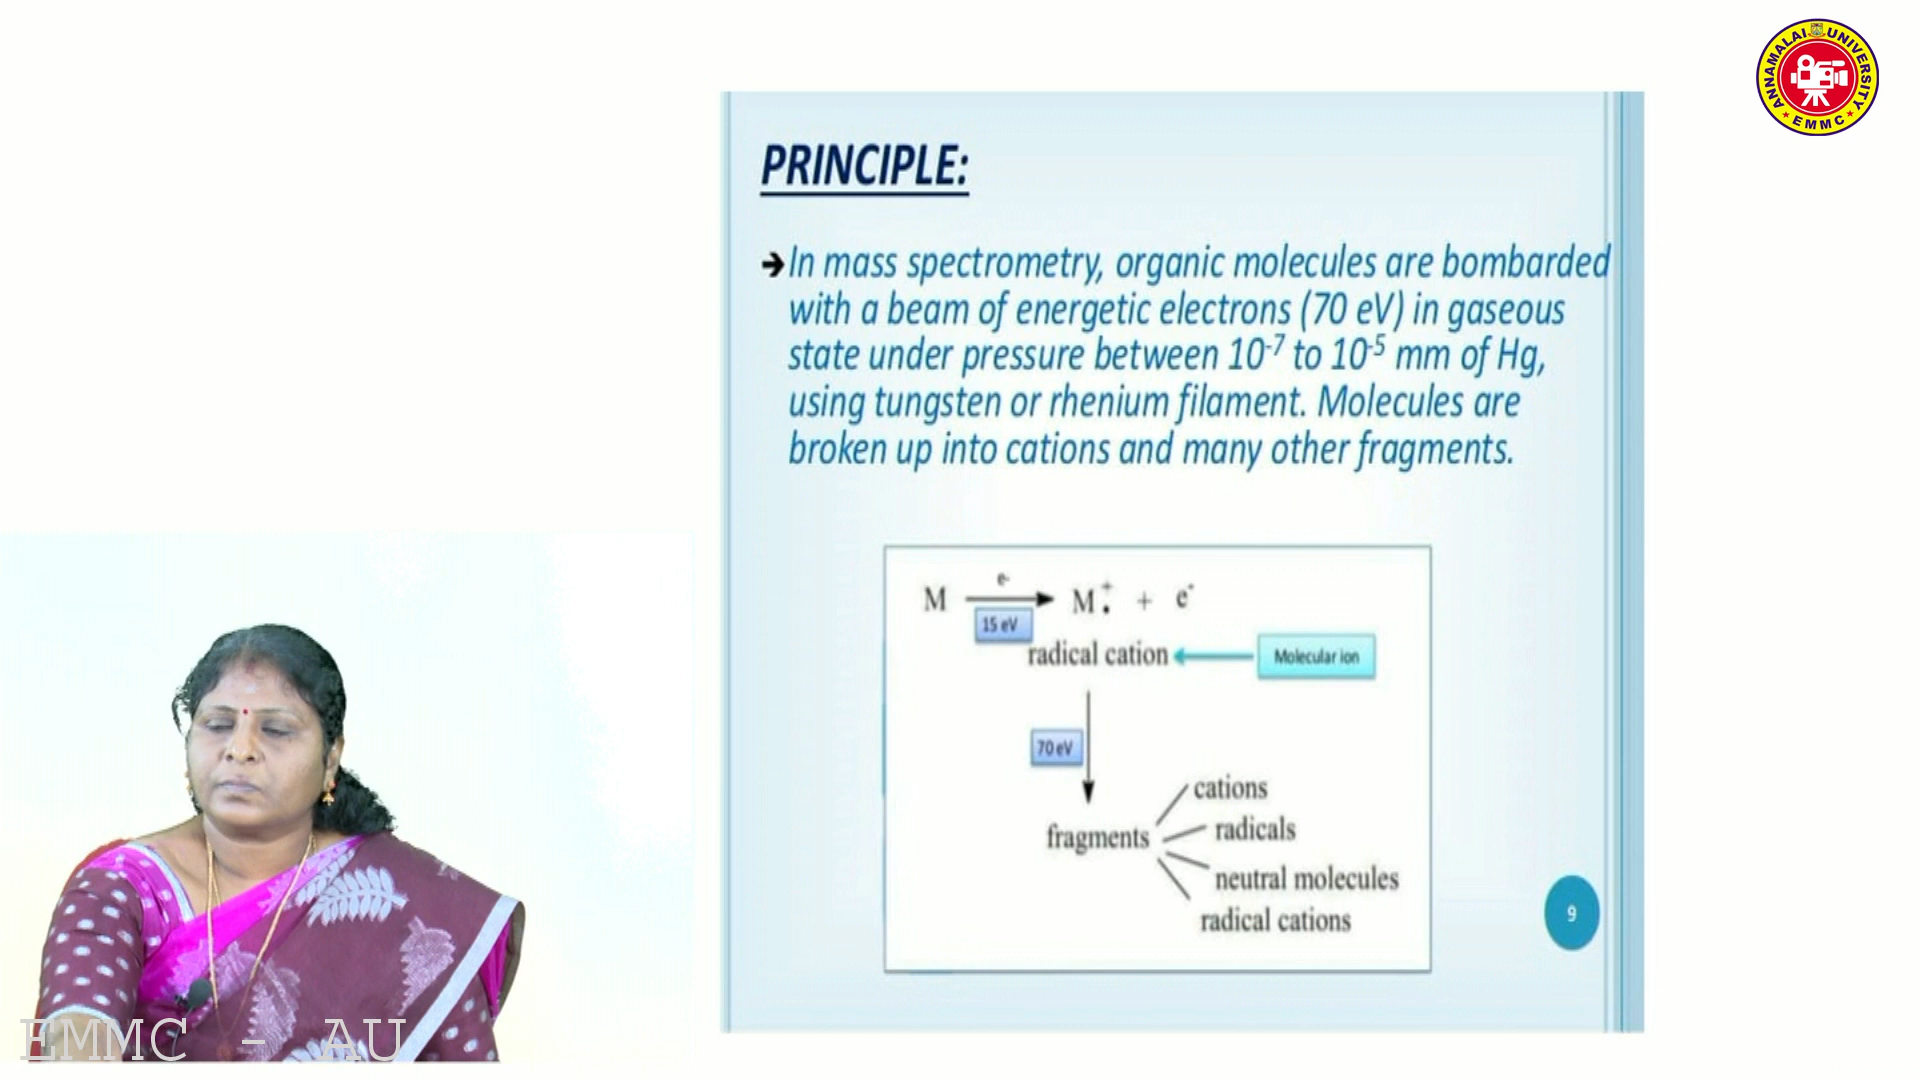 ANNAMALAI UNIVERSITY
EMMC
PRINCIPLE:
➔ In mass spectrometry, organic molecules are bombarded
with a beam of energetic electrons (70 eV) in gaseous
state under pressure between 10⁻⁷ to 10⁻⁵ mm of Hg,
using tungsten or rhenium filament. Molecules are
broken up into cations and many other fragments.
e-
M → M⁺• + e⁻
15 eV
radical cation ← Molecular ion
70 eV
cations
radicals
fragments
neutral molecules
radical cations
9
EMMC - AU